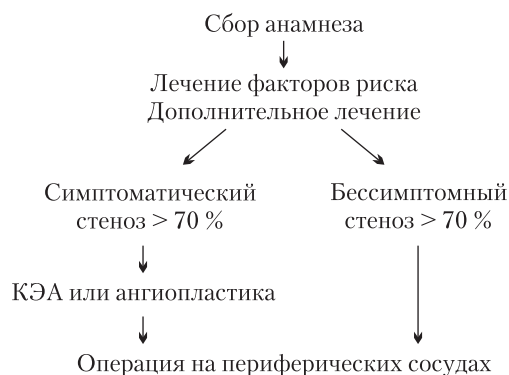 Сбор анамнеза
Лечение факторов риска
Дополнительное лечение
Симптоматический
стеноз > 70 %
Бессимптомный
стеноз > 70 %
КЭА или ангиопластика
Операция на периферических сосудах